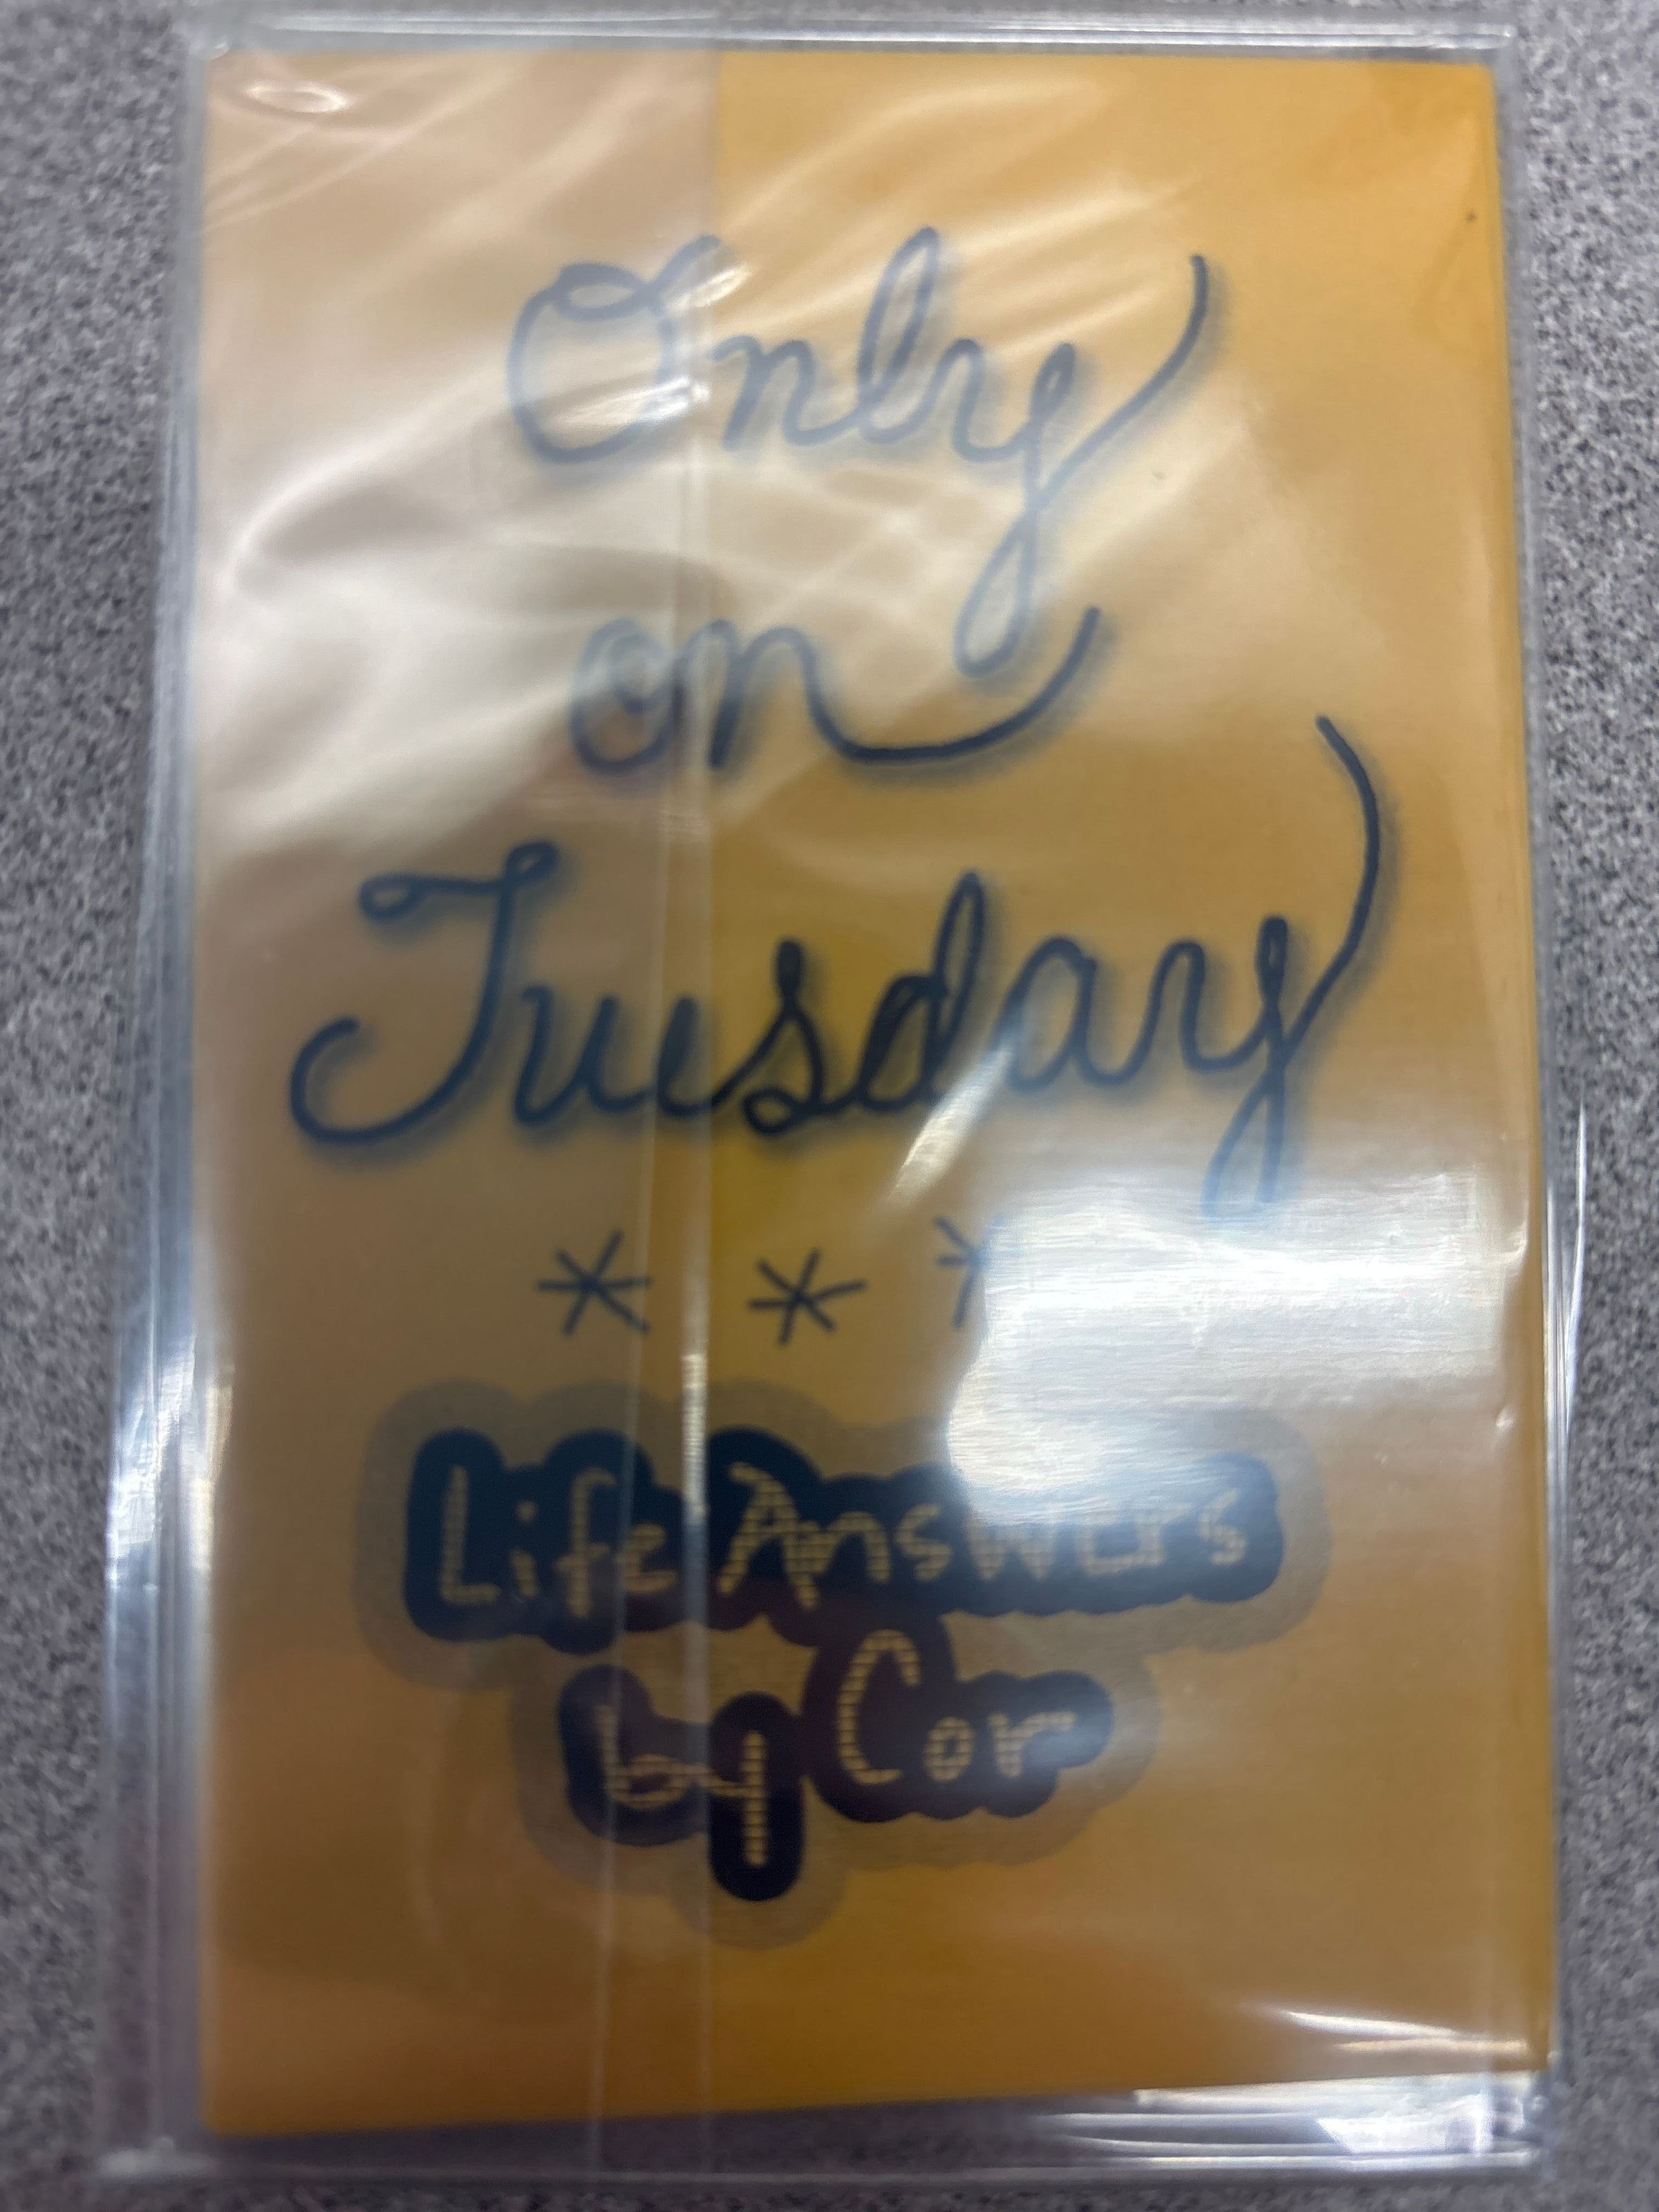 Only
on
Tuesday
* * *
Life Answers
by Cor